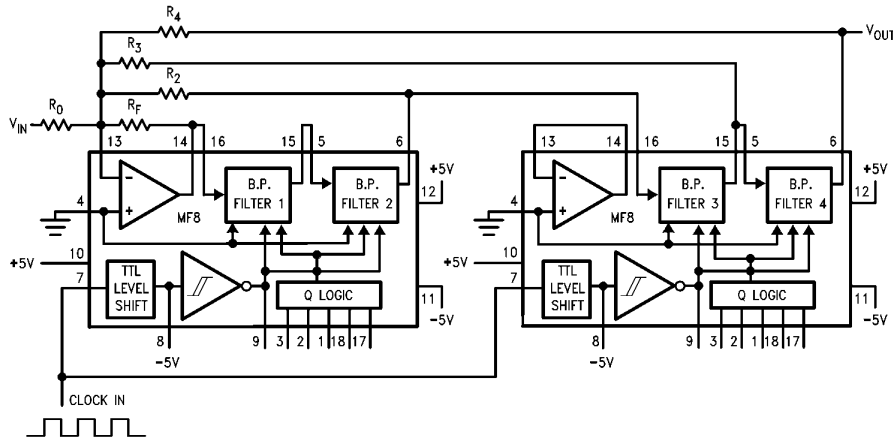 R4
R3
R2
R0
RF
VIN
VOUT
13 14 16 15 5 6
13 14 16 15 5 6
+5V
+5V
B.P.
FILTER 1
B.P.
FILTER 2
B.P.
FILTER 3
B.P.
FILTER 4
12
12
4
4
MF8
MF8
+5V
10
+5V
10
7
7
TTL
LEVEL
SHIFT
TTL
LEVEL
SHIFT
Q LOGIC
Q LOGIC
11
-5V
11
-5V
8
-5V
9 3 2 1 18 17
8
-5V
9 3 2 1 18 17
CLOCK IN